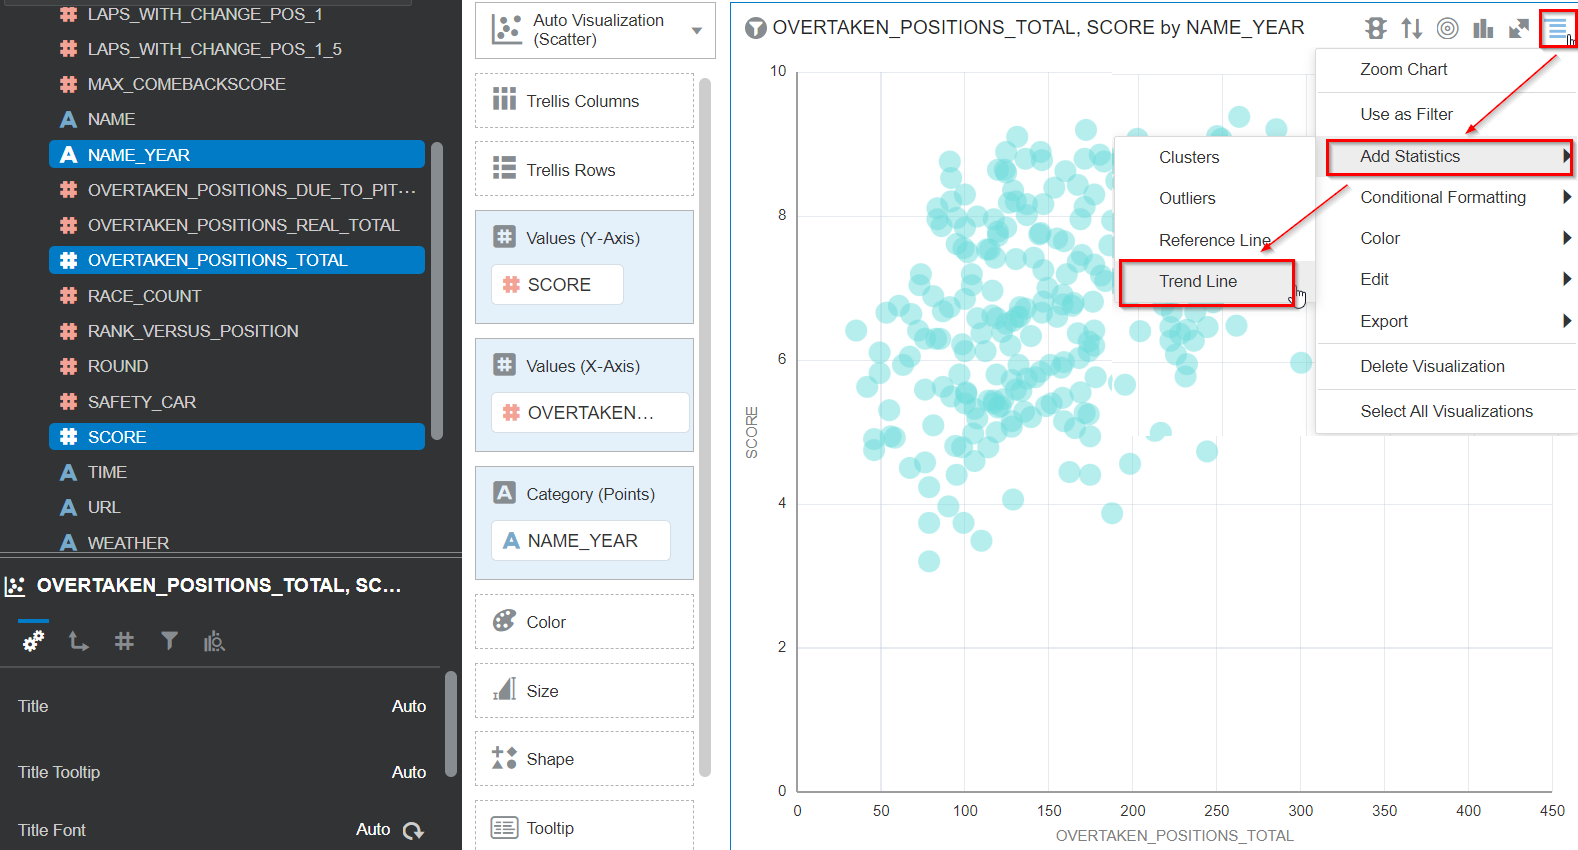 LAPS_WITH_CHANGE_POS_1
LAPS_WITH_CHANGE_POS_1_5
MAX_COMEBACKSCORE
A NAME
A NAME_YEAR
OVERTAKEN_POSITIONS_DUE_TO_PIT···
OVERTAKEN_POSITIONS_REAL_TOTAL
OVERTAKEN_POSITIONS_TOTAL
RACE_COUNT
RANK_VERSUS_POSITION
ROUND
SAFETY_CAR
SCORE
A TIME
A URL
A WEATHER
OVERTAKEN_POSITIONS_TOTAL, SC...
Title
Auto
Title Tooltip
Auto
Title Font
Auto
Auto Visualization
(Scatter)
Trellis Columns
Trellis Rows
Values (Y-Axis)
SCORE
Values (X-Axis)
OVERTAKEN...
A Category (Points)
A NAME_YEAR
Color
Size
Shape
Tooltip
OVERTAKEN_POSITIONS_TOTAL, SCORE by NAME_YEAR
Zoom Chart
Use as Filter
Add Statistics
Conditional Formatting
Color
Edit
Export
Delete Visualization
Select All Visualizations
Clusters
Outliers
Reference Line
Trend Line
10
8
6
4
2
0
SCORE
0
50
100
150
200
250
300
350
400
450
OVERTAKEN_POSITIONS_TOTAL